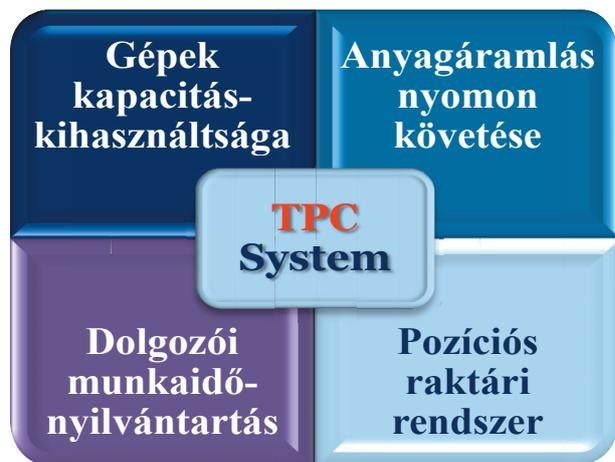 Gépek
kapacitás-
kihasználtsága
Anyagáramlás
nyomon
követése
TPC
System
Dolgozói
munkaidő-
nyilvántartás
Pozíciós
raktári
rendszer